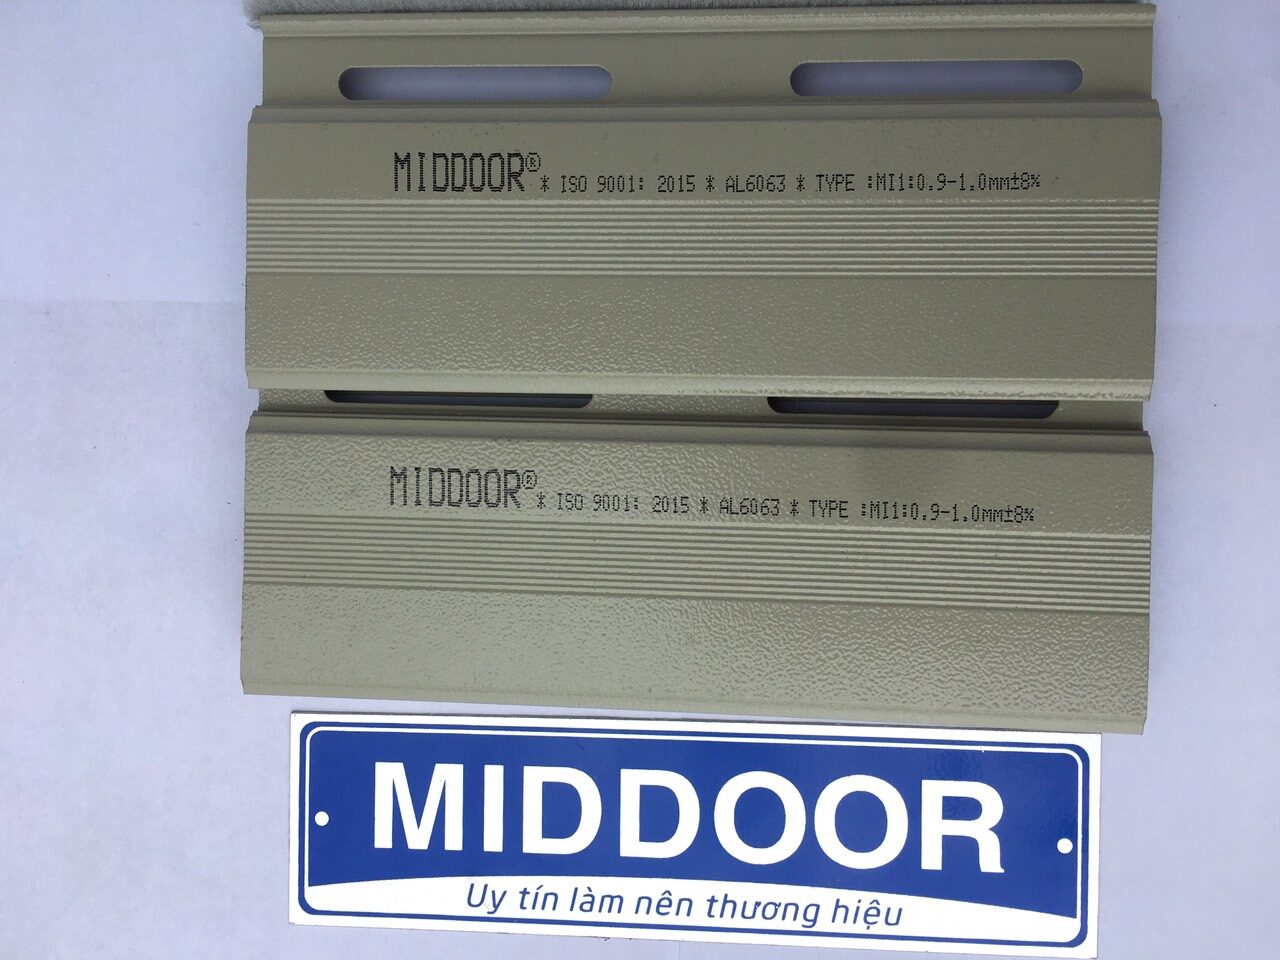 MIDDOOR® * ISO 9001: 2015 * AL6063 * TYPE :MI1:0.9-1.0mm±8%
MIDDOOR® * ISO 9001: 2015 * AL6063 * TYPE :MI1:0.9-1.0mm±8%
MIDDOOR
Uy tín làm nên thương hiệu